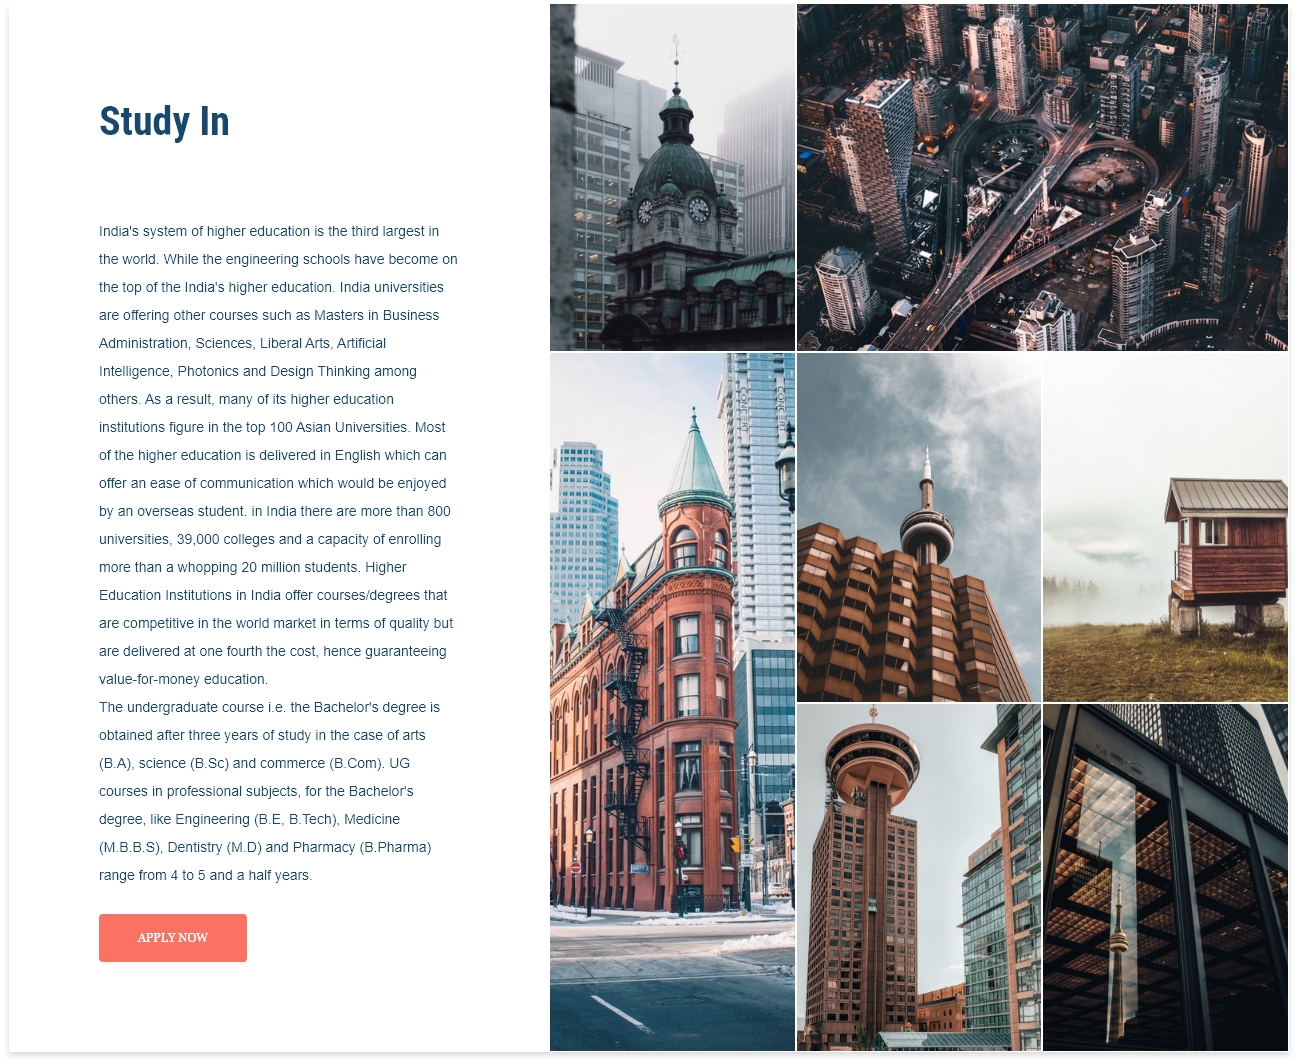 Study In
India's system of higher education is the third largest in
the world. While the engineering schools have become on
the top of the India's higher education. India universities
are offering other courses such as Masters in Business
Administration, Sciences, Liberal Arts, Artificial
Intelligence, Photonics and Design Thinking among
others. As a result, many of its higher education
institutions figure in the top 100 Asian Universities. Most
of the higher education is delivered in English which can
offer an ease of communication which would be enjoyed
by an overseas student. in India there are more than 800
universities, 39,000 colleges and a capacity of enrolling
more than a whopping 20 million students. Higher
Education Institutions in India offer courses/degrees that
are competitive in the world market in terms of quality but
are delivered at one fourth the cost, hence guaranteeing
value-for-money education.
The undergraduate course i.e. the Bachelor's degree is
obtained after three years of study in the case of arts
(B.A), science (B.Sc) and commerce (B.Com). UG
courses in professional subjects, for the Bachelor's
degree, like Engineering (B.E, B.Tech), Medicine
(M.B.B.S), Dentistry (M.D) and Pharmacy (B.Pharma)
range from 4 to 5 and a half years.
APPLY NOW
CONCERT
CONCERT